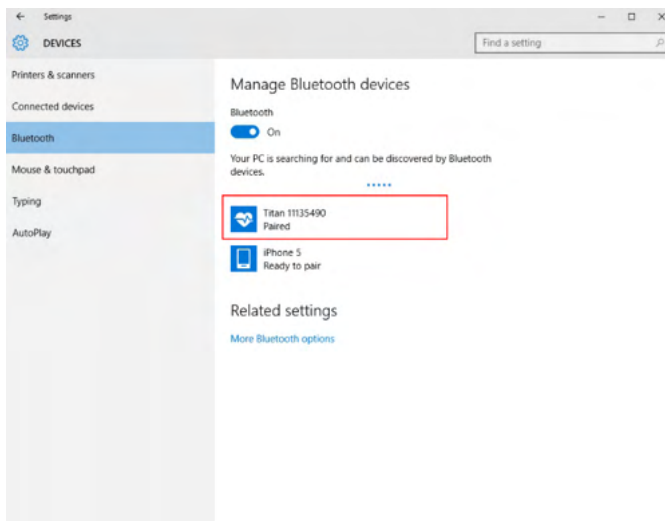 Settings
DEVICES
Find a setting
Printers & scanners
Connected devices
Bluetooth
Mouse & touchpad
Typing
AutoPlay
Manage Bluetooth devices
Bluetooth
On
Your PC is searching for and can be discovered by Bluetooth
devices.
Titan 11135490
Paired
iPhone 5
Ready to pair
Related settings
More Bluetooth options